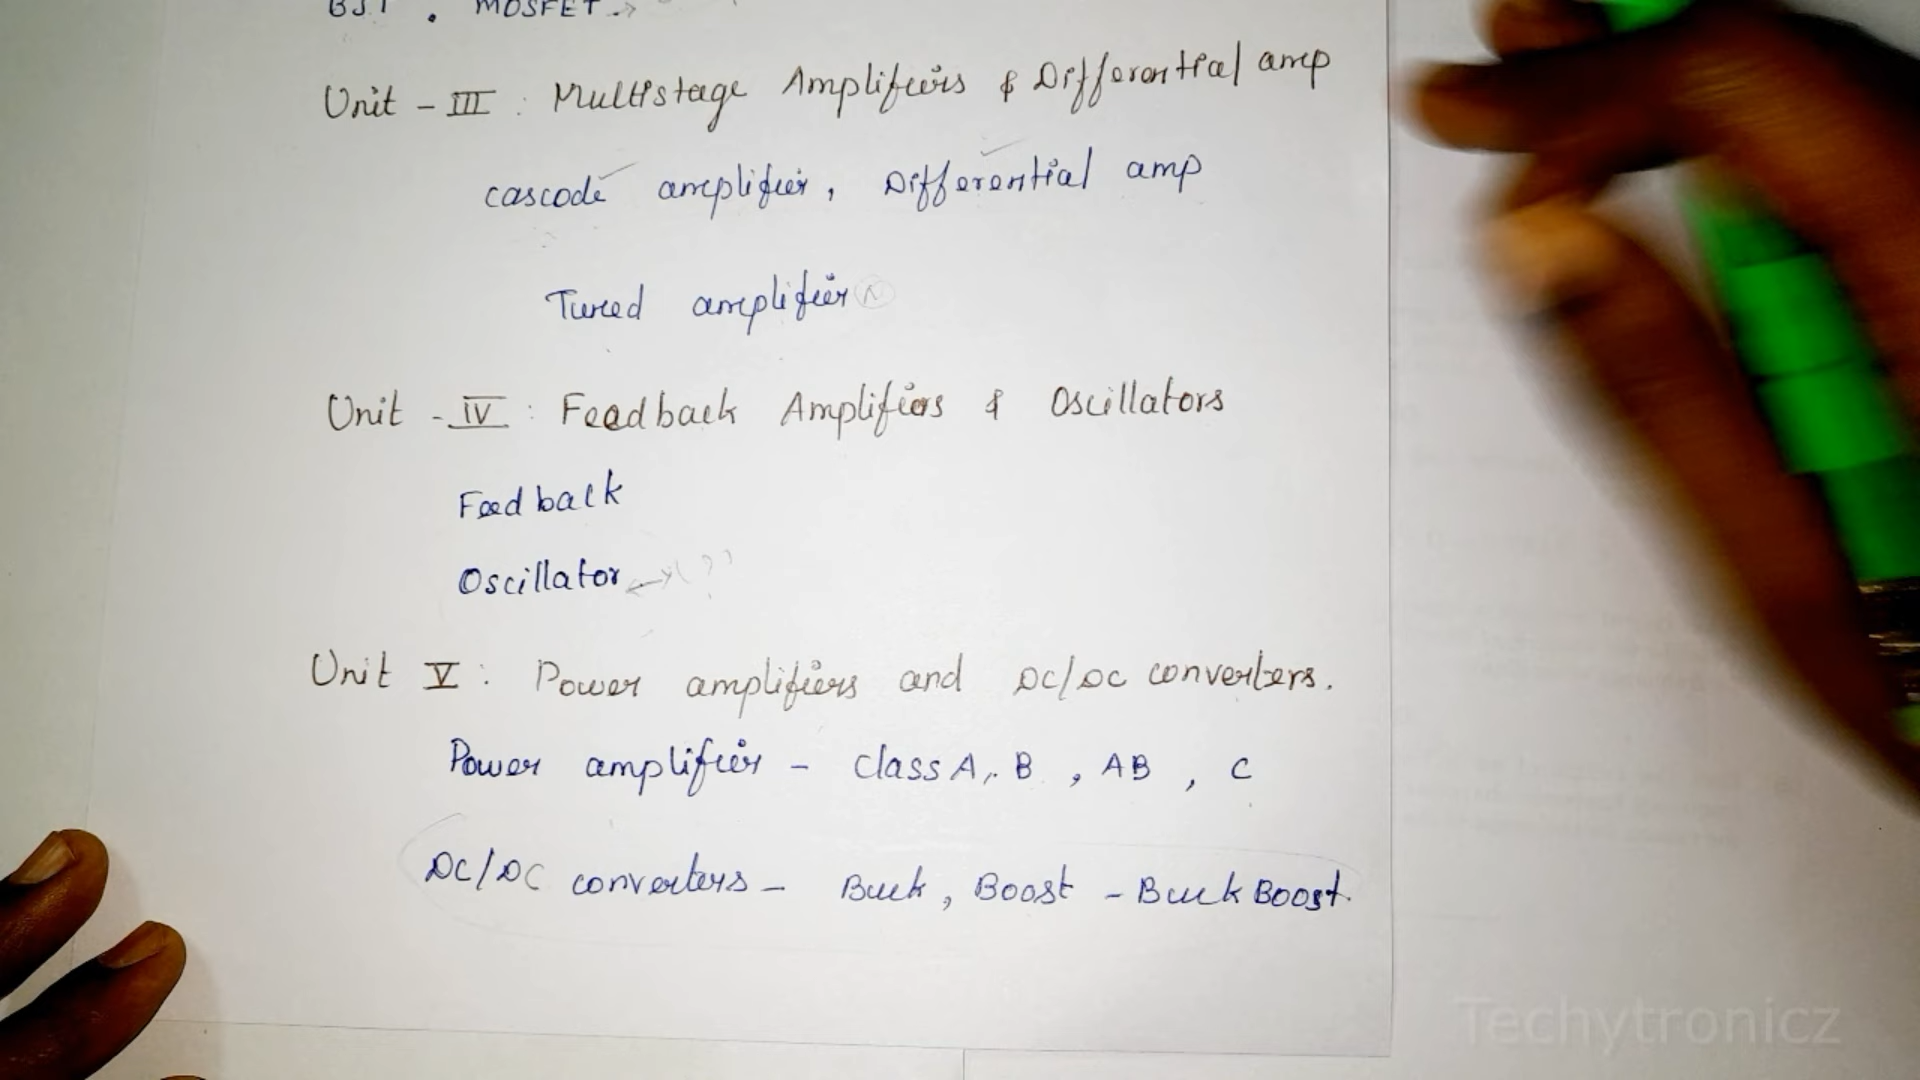 BJT , MOSFET →
Unit - III : Multistage Amplifiers & Differential amp
cascode amplifier, Differential amp
Tuned amplifier N
Unit - IV : Feedback Amplifiers & Oscillators
Feedback
Oscillator ← (?)
Unit V : Power amplifiers and DC/DC converters.
Power amplifier - class A, B , AB , C
DC/DC converters - Buck, Boost - Buck Boost.
Techytronicz